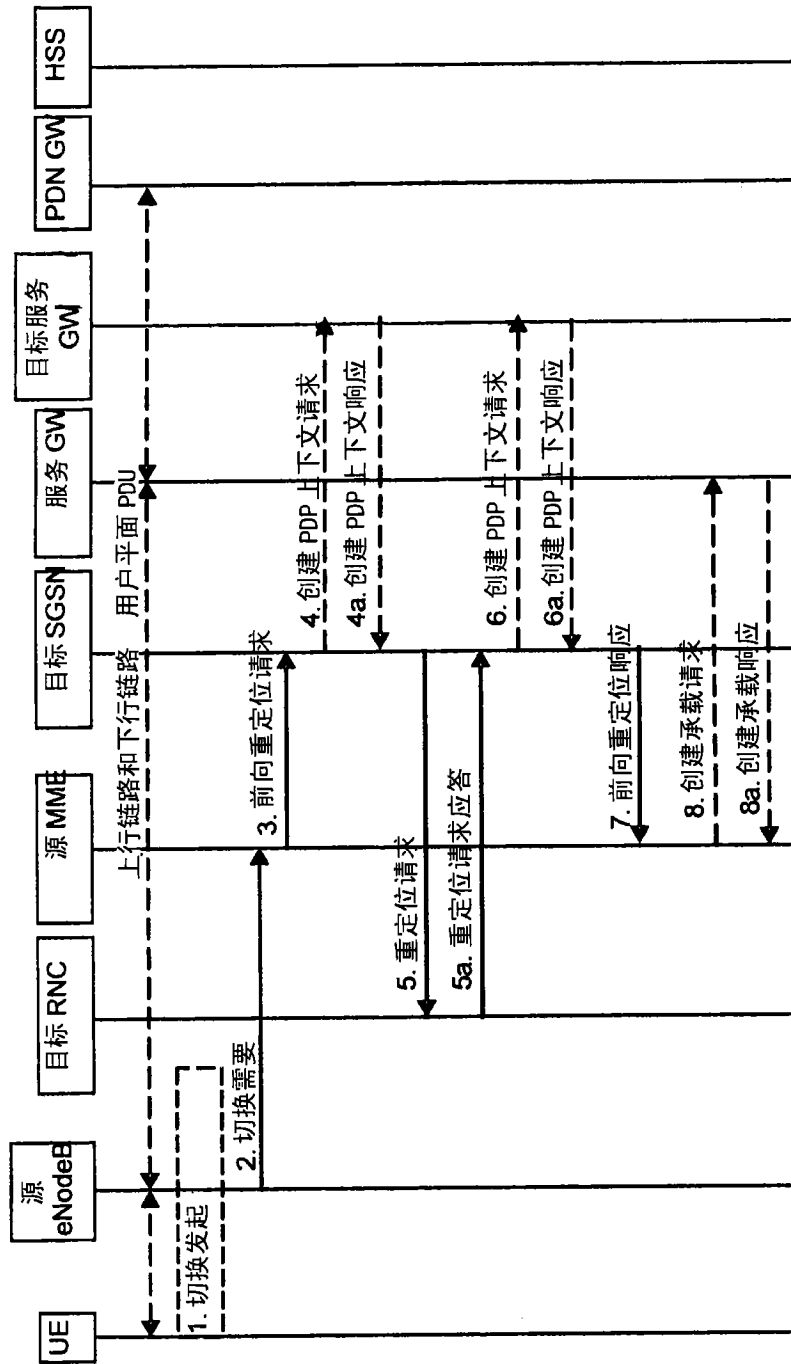 UE
源
eNodeB
目标 RNC
源 MME
目标 SGSN
服务 GW
目标服务
GW
PDN GW
HSS
上行链路和下行链路 用户平面 PDU
1. 切换发起
2. 切换需要
3. 前向重定位请求
4. 创建 PDP 上下文请求
4a. 创建 PDP 上下文响应
5. 重定位请求
5a. 重定位请求应答
6. 创建 PDP 上下文请求
6a. 创建 PDP 上下文响应
7. 前向重定位响应
8. 创建承载请求
8a. 创建承载响应